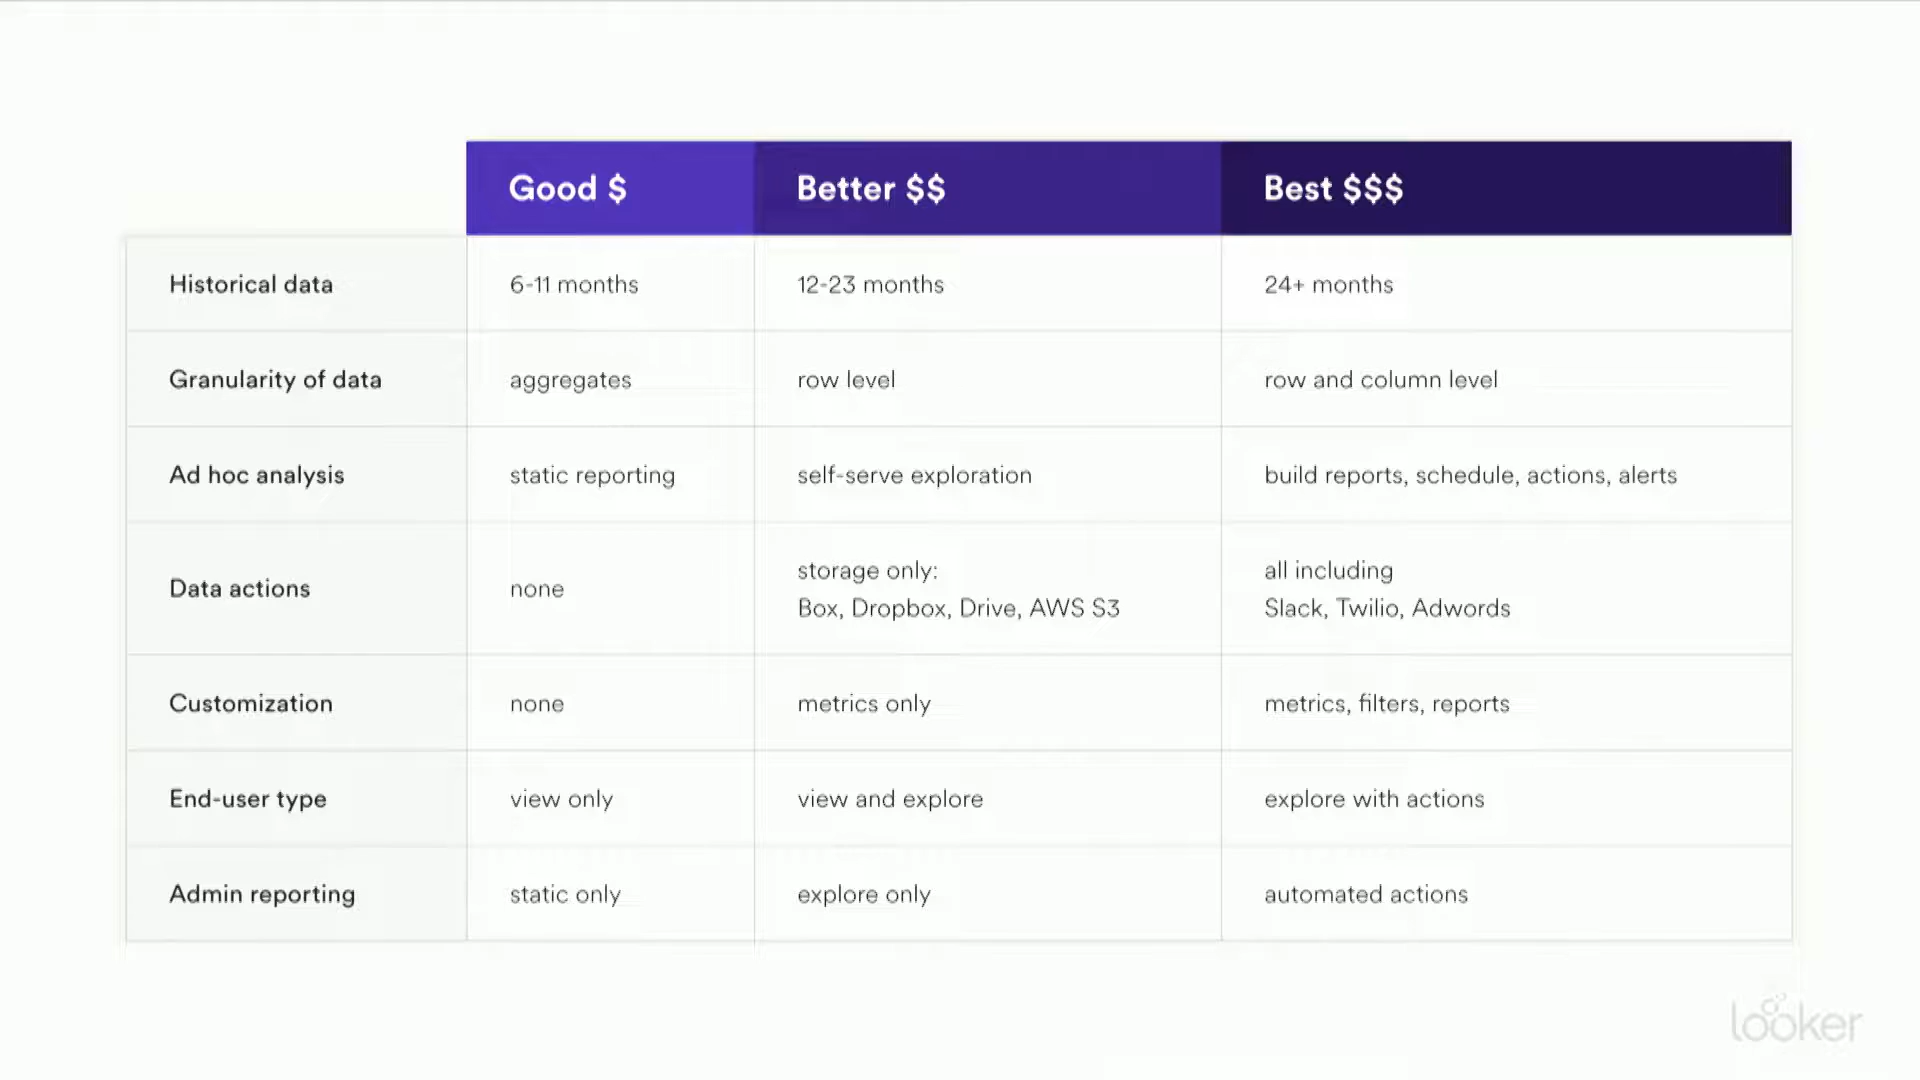 Good $ Better $$ Best $$$
Historical data 6-11 months 12-23 months 24+ months
Granularity of data aggregates row level row and column level
Ad hoc analysis static reporting self-serve exploration build reports, schedule, actions, alerts
Data actions none storage only: all including
Box, Dropbox, Drive, AWS S3 Slack, Twilio, Adwords
Customization none metrics only metrics, filters, reports
End-user type view only view and explore explore with actions
Admin reporting static only explore only automated actions
looker